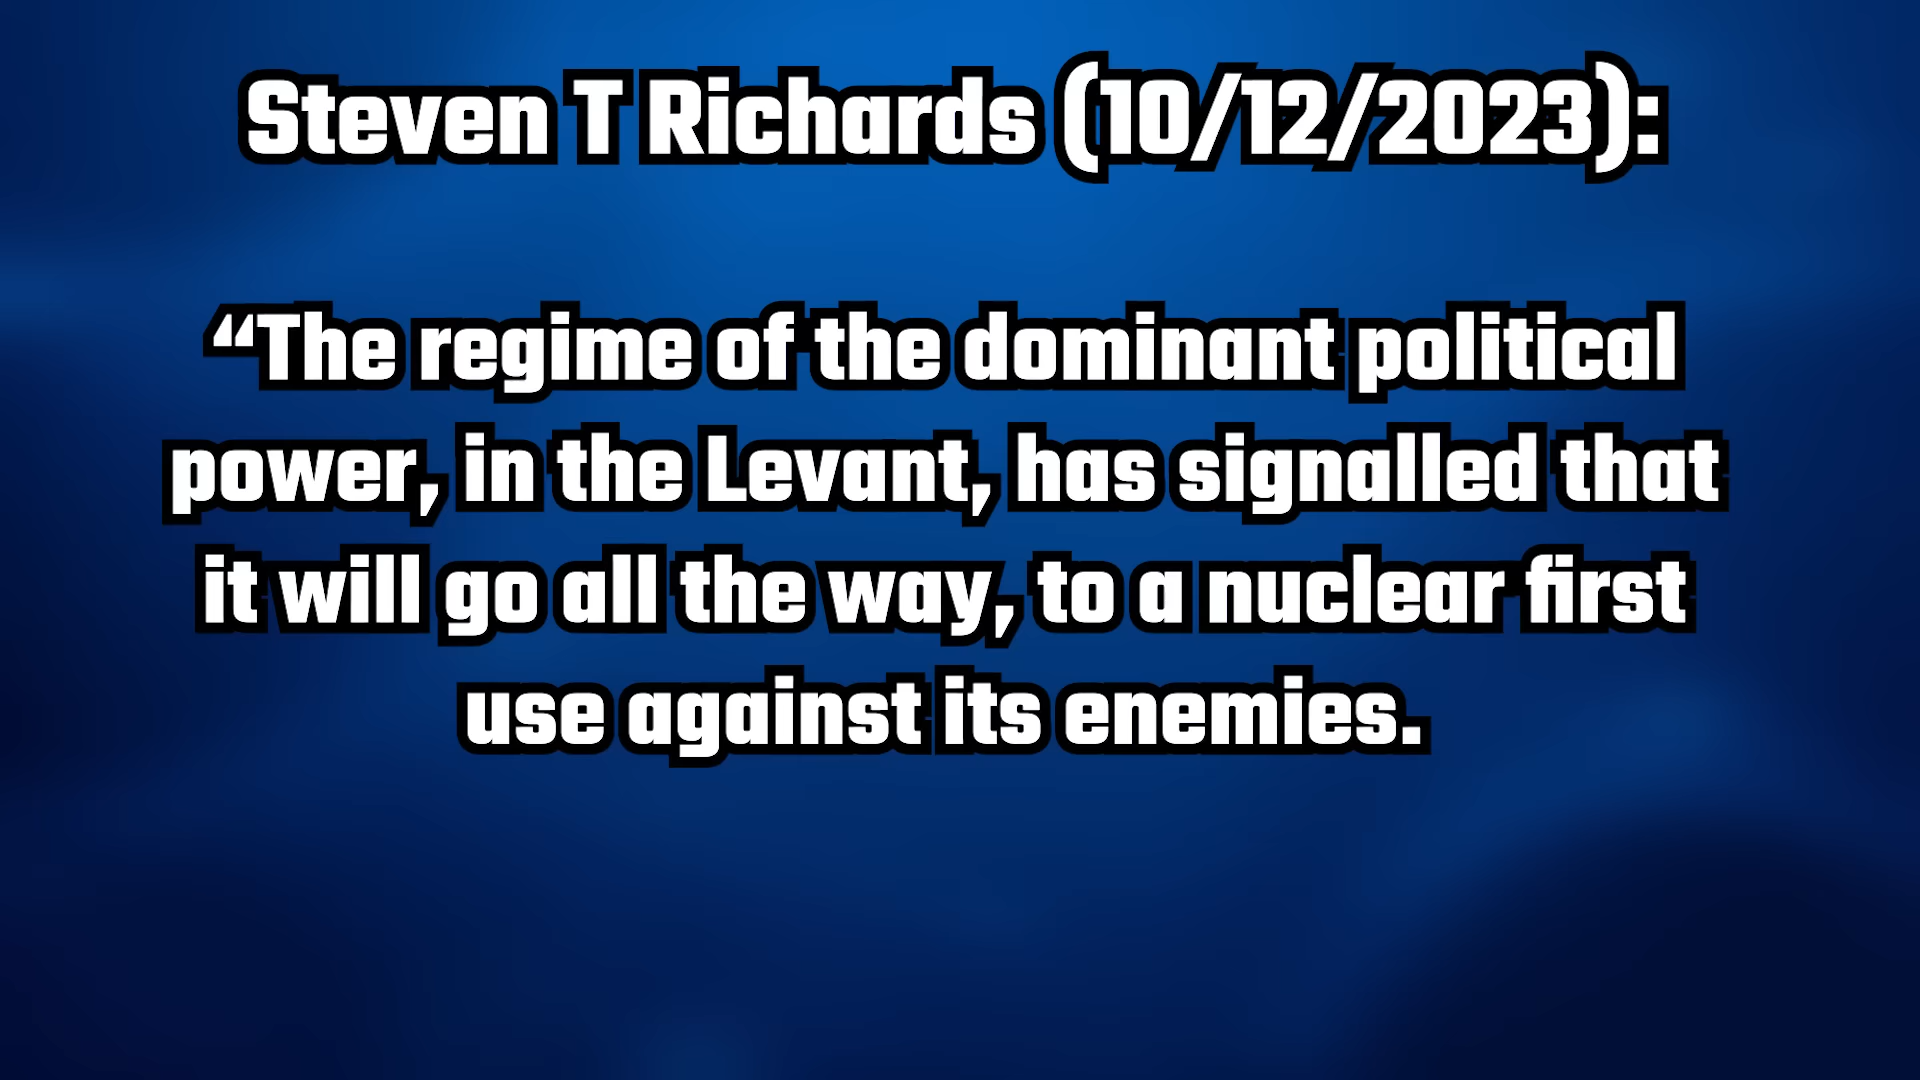 Steven T Richards (10/12/2023):
“The regime of the dominant political
power, in the Levant, has signalled that
it will go all the way, to a nuclear first
use against its enemies.